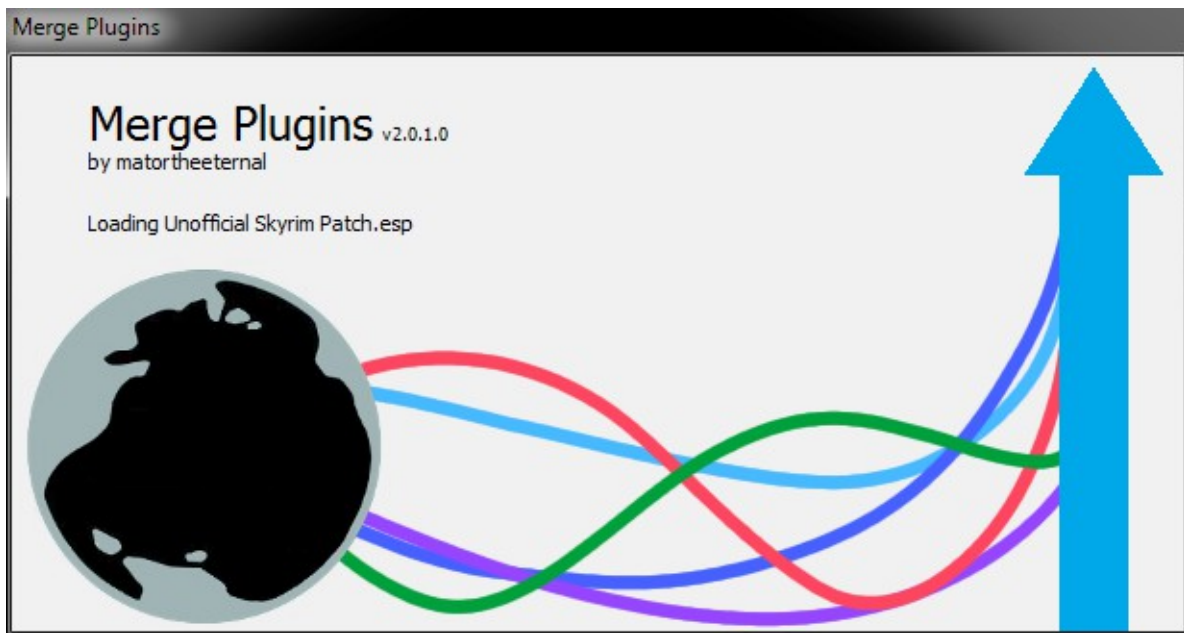 Merge Plugins
Merge Plugins v2.0.1.0
by matortheeternal
Loading Unofficial Skyrim Patch.esp